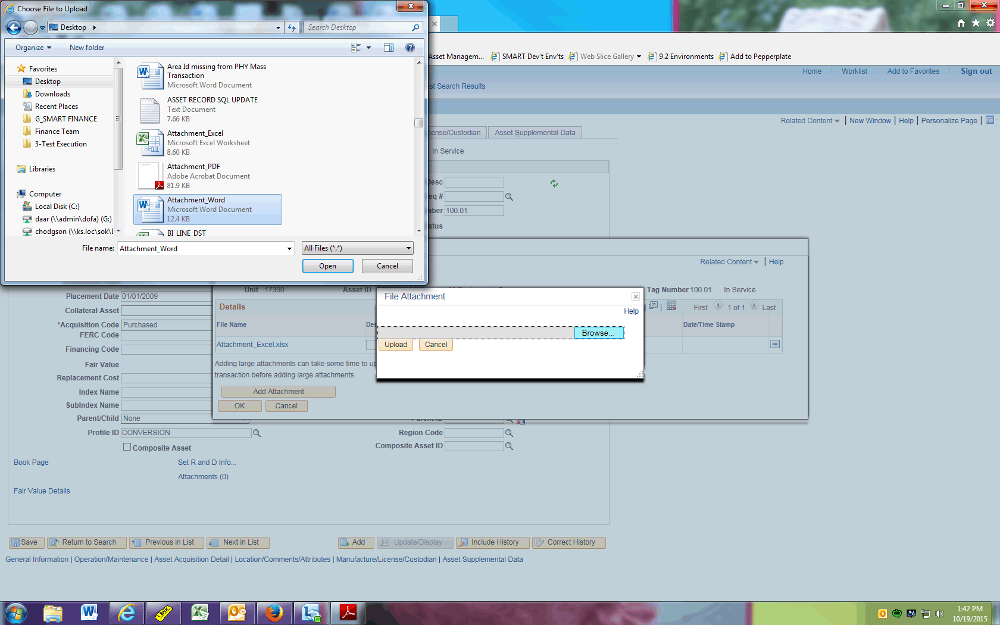 Choose File to Upload
Desktop
Search Desktop
Organize
New folder
Favorites
Desktop
Downloads
Recent Places
G_SMART FINANCE
Finance Team
3-Test Execution
Libraries
Computer
Local Disk (C:)
daar (\\admin\dofa) (G:)
chodgson (\\ks.loc\sok\
Area Id missing from PHY Mass
Transaction
Microsoft Word Document
ASSET RECORD SQL UPDATE
Text Document
7.66 KB
Attachment_Excel
Microsoft Excel Worksheet
8.60 KB
Attachment_PDF
Adobe Acrobat Document
81.9 KB
Attachment_Word
Microsoft Word Document
12.4 KB
BI_LINE_DST
File name: Attachment_Word
All Files (*.*)
Open
Cancel
Asset Managem...
SMART Dev't Env'ts
Web Slice Gallery
9.2 Environments
Add to Pepperplate
Home
Worklist
Add to Favorites
Sign out
st Search Results
Related Content
New Window
Help
Personalize Page
cense/Custodian
Asset Supplemental Data
In Service
Desc
eq #
mber 100.01
atus
Related Content
Help
Unit 17300
Asset ID
Tag Number 100.01
In Service
Details
First 1 of 1 Last
File Name
Des
Date/Time Stamp
Attachment_Excel.xlsx
Adding large attachments can take some time to up
transaction before adding large attachments.
Add Attachment
OK
Cancel
File Attachment
Help
Browse...
Upload
Cancel
Placement Date 01/01/2009
Collateral Asset
*Acquisition Code Purchased
FERC Code
Financing Code
Fair Value
Replacement Cost
Index Name
SubIndex Name
Parent/Child None
Parent ID
Profile ID CONVERSION
Region Code
Composite Asset
Composite Asset ID
Book Page
Set R and D Info...
Attachments (0)
Fair Value Details
Save
Return to Search
Previous in List
Next in List
Add
Update/Display
Include History
Correct History
General Information | Operation/Maintenance | Asset Acquisition Detail | Location/Comments/Attributes | Manufacture/License/Custodian | Asset Supplemental Data
1:42 PM
10/19/2015